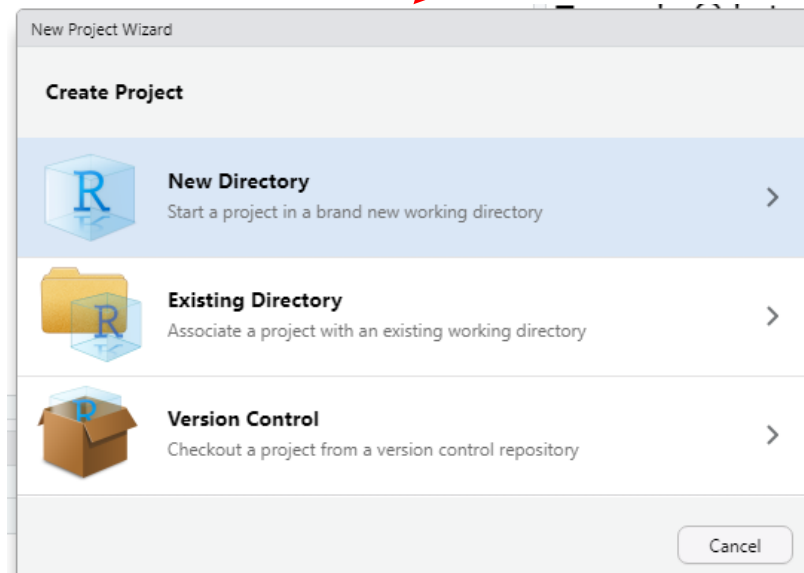 New Project Wizard
Create Project
R
New Directory
Start a project in a brand new working directory
R
Existing Directory
Associate a project with an existing working directory
R
Version Control
Checkout a project from a version control repository
Cancel